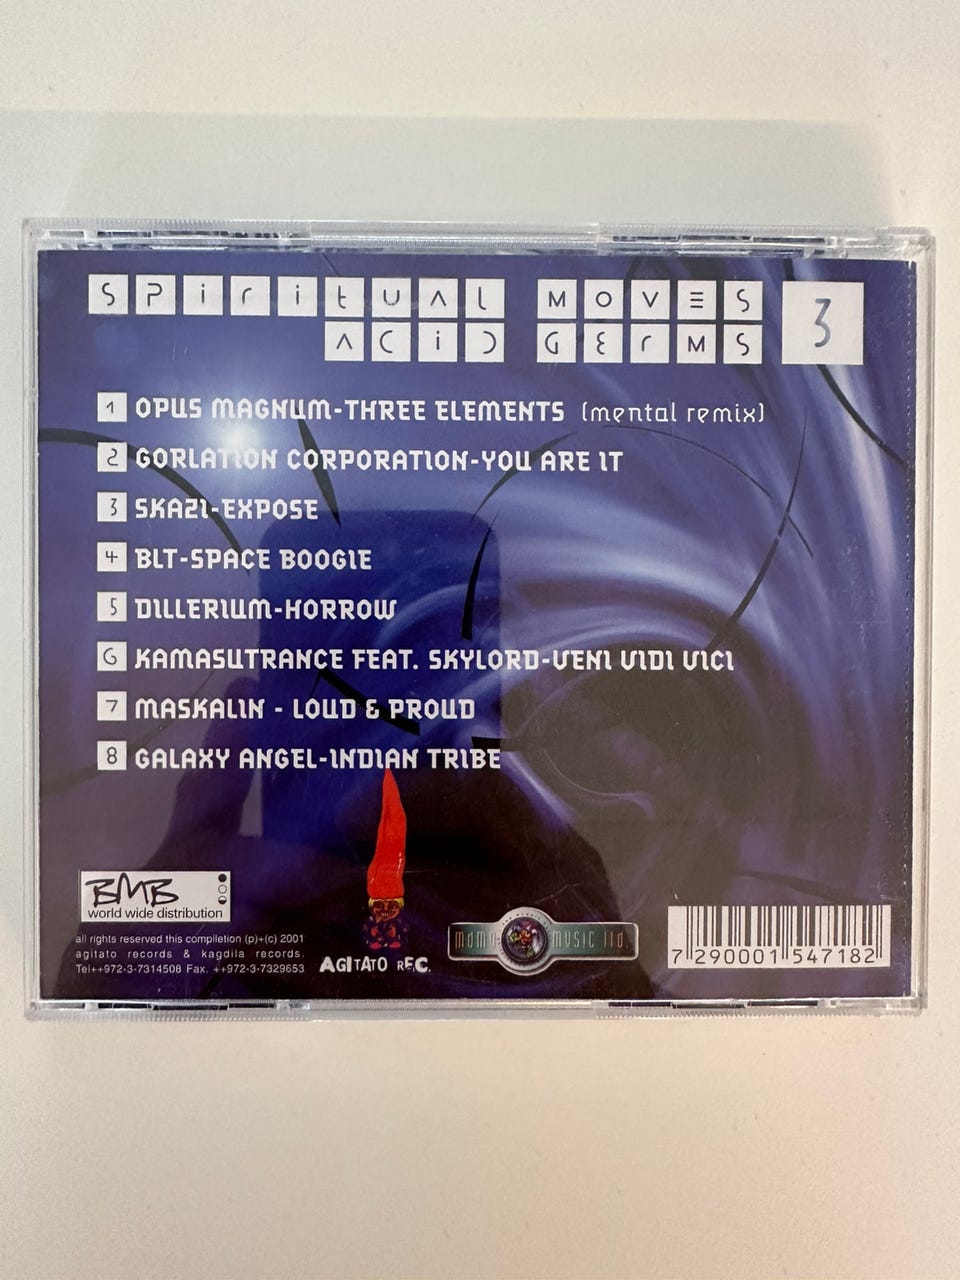 SPiritUAL MOVES 3
ACiD GErMS
1 OPUS MAGNUM-THREE ELEMENTS (mental remix)
2 GORLATION CORPORATION-YOU ARE IT
3 SKAZI-EXPOSE
4 BLT-SPACE BOOGIE
5 DILLERIUM-HORROW
6 KAMASUTRANCE FEAT. SKYLORD-VENI VIDI VICI
7 MASKALIN - LOUD & PROUD
8 GALAXY ANGEL-INDIAN TRIBE
BMB
world wide distribution
all rights reserved this compiletion (p)+(c) 2001
agitato records & kagdila records.
Tel++972-3-7314508 Fax. ++972-3-7329653
AGITATO rEC.
MUSIC ltd.
7 290001 547182